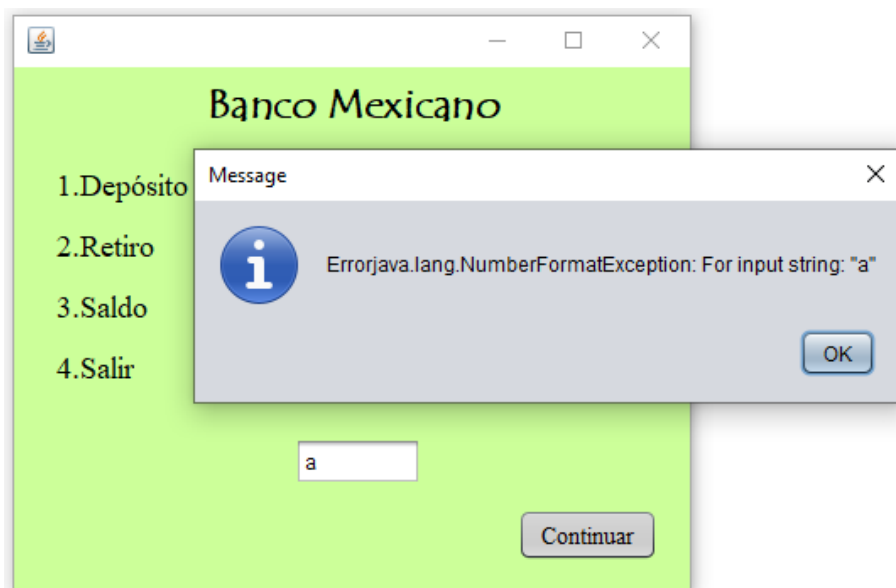 Banco Mexicano
1.Depósito
2.Retiro
3.Saldo
4.Salir
Message
Errorjava.lang.NumberFormatException: For input string: "a"
OK
a
Continuar